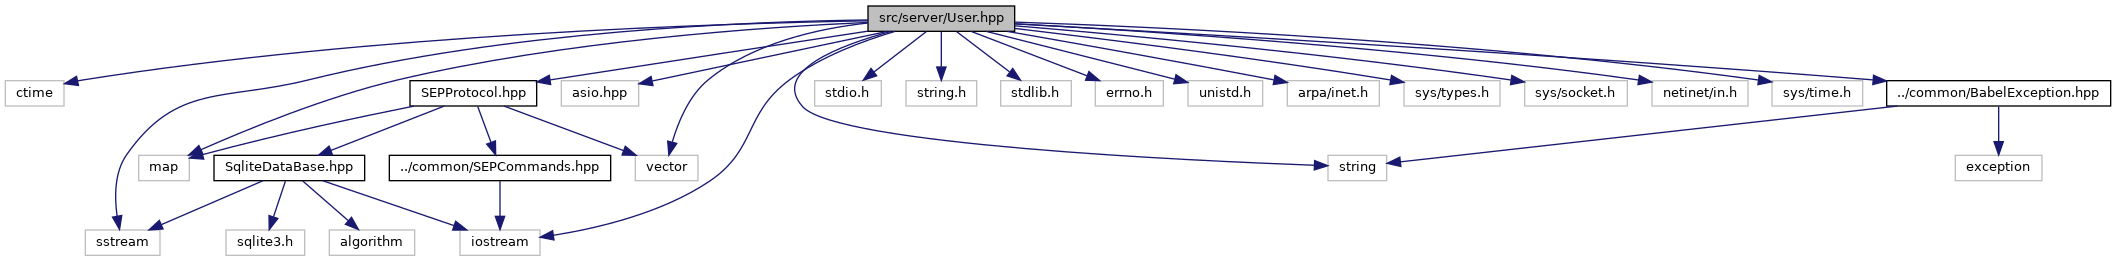 src/server/User.hpp
ctime
SEPProtocol.hpp
asio.hpp
stdio.h
string.h
stdlib.h
errno.h
unistd.h
arpa/inet.h
sys/types.h
sys/socket.h
netinet/in.h
sys/time.h
../common/BabelException.hpp
map
SqliteDataBase.hpp
../common/SEPCommands.hpp
vector
string
exception
sstream
sqlite3.h
algorithm
iostream